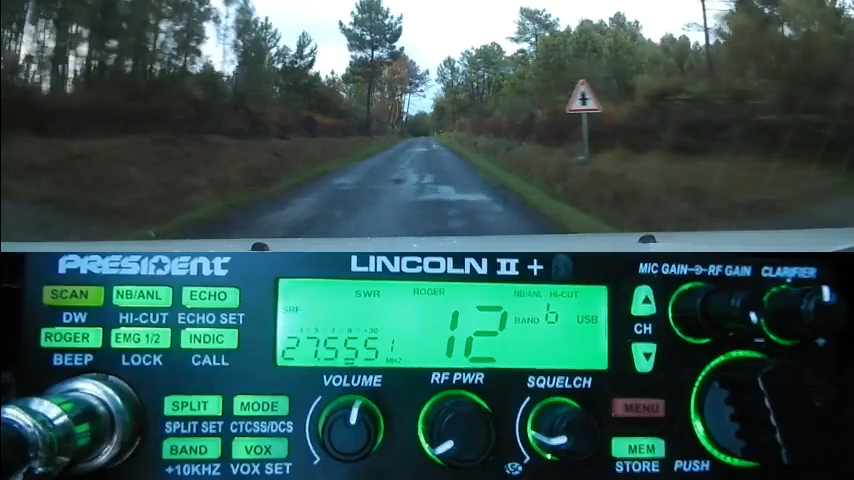 PRESIDENT
LINCOLN II +
MIC GAIN RF GAIN CLARIFIER
SCAN NB/ANL ECHO
DW HI-CUT ECHO SET
ROGER EMG 1/2 INDIC
BEEP LOCK CALL
SWR ROGER NB/ANL HI-CUT
SRF
BAND b USB
27.555 MHZ
12
CH
VOLUME RF PWR SQUELCH
SPLIT MODE
SPLIT SET CTCSS/DCS
BAND VOX
+10KHZ VOX SET
MENU
MEM
STORE PUSH